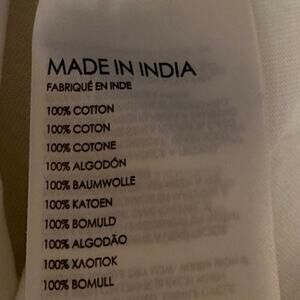 MADE IN INDIA
FABRIQUÉ EN INDE
100% COTTON
100% COTON
100% COTONE
100% ALGODÓN
100% BAUMWOLLE
100% KATOEN
100% BOMULD
100% ALGODÃO
100% ХЛОПОК
100% BOMULL